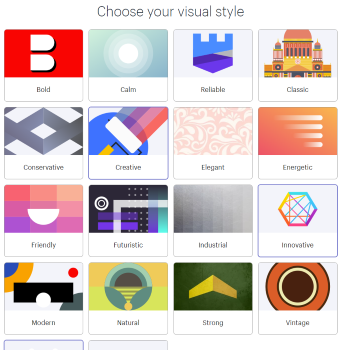 Choose your visual style
B
Bold
Calm
Reliable
Classic
Conservative
Creative
Elegant
Energetic
Friendly
Futuristic
Industrial
Innovative
Modern
Natural
Strong
Vintage